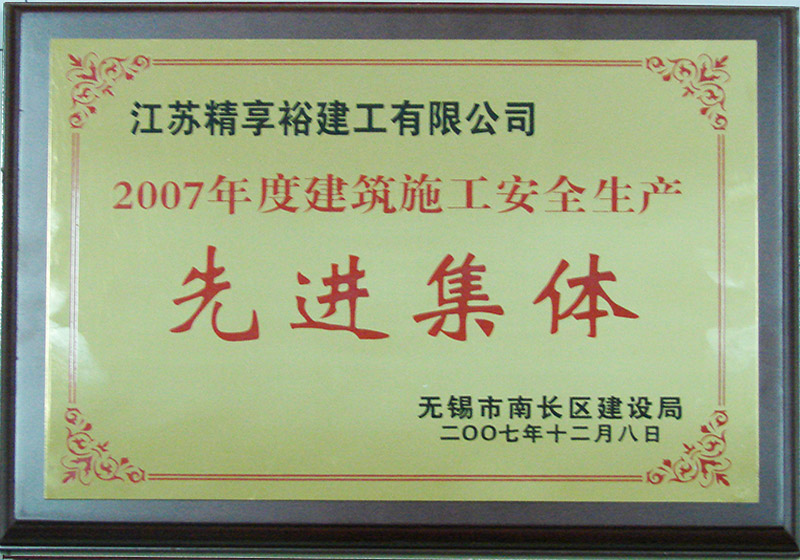 江苏精享裕建工有限公司
2007年度建筑施工安全生产
先进集体
无锡市南长区建设局
二〇〇七年十二月八日